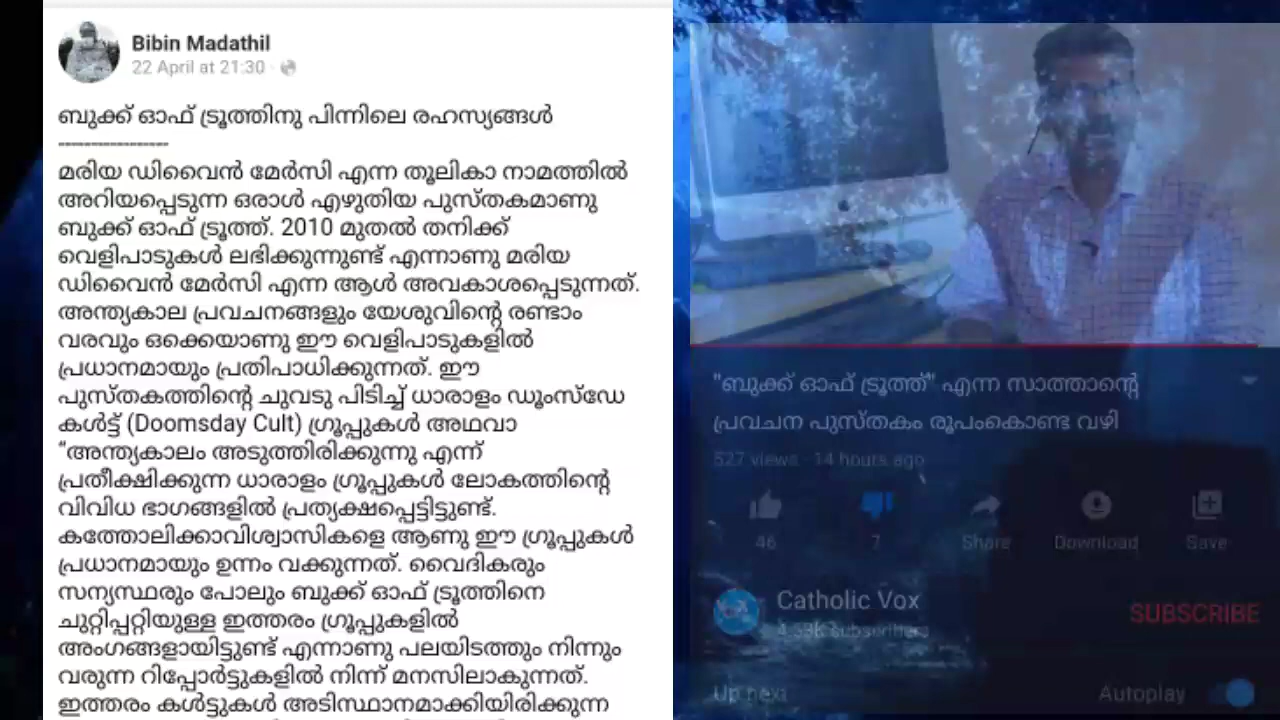 Bibin Madathil
22 April at 21:30
ബുക്ക് ഓഫ് ട്രൂത്തിനു പിന്നിലെ രഹസ്യങ്ങൾ
-----------------
മരിയ ഡിവൈൻ മേർസി എന്ന തൂലികാ നാമത്തിൽ
അറിയപ്പെടുന്ന ഒരാൾ എഴുതിയ പുസ്തകമാണു
ബുക്ക് ഓഫ് ട്രൂത്ത്. 2010 മുതൽ തനിക്ക്
വെളിപാടുകൾ ലഭിക്കുന്നുണ്ട് എന്നാണു മരിയ
ഡിവൈൻ മേർസി എന്ന ആൾ അവകാശപ്പെടുന്നത്.
അന്ത്യകാല പ്രവചനങ്ങളും യേശുവിന്റെ രണ്ടാം
വരവും ഒക്കെയാണു ഈ വെളിപാടുകളിൽ
പ്രധാനമായും പ്രതിപാധിക്കുന്നത്. ഈ
പുസ്തകത്തിന്റെ ചുവടു പിടിച്ച് ധാരാളം ഡൂംസ്ഡേ
കൾട്ട് (Doomsday Cult) ഗ്രൂപ്പുകൾ അഥവാ
“അന്ത്യകാലം അടുത്തിരിക്കുന്നു എന്ന്
പ്രതീക്ഷിക്കുന്ന ധാരാളം ഗ്രൂപ്പുകൾ ലോകത്തിന്റെ
വിവിധ ഭാഗങ്ങളിൽ പ്രത്യക്ഷപ്പെട്ടിട്ടുണ്ട്.
കത്തോലിക്കാവിശ്വാസികളെ ആണു ഈ ഗ്രൂപ്പുകൾ
പ്രധനമായും ഉന്നം വക്കുന്നത്. വൈദികരും
സന്യസ്ഥരും പോലും ബുക്ക് ഓഫ് ട്രൂത്തിനെ
ചുറ്റിപ്പറ്റിയുള്ള ഇത്തരം ഗ്രൂപ്പുകളിൽ
അംഗങ്ങളായിട്ടുണ്ട് എന്നാണു പലയിടത്തും നിന്നും
വരുന്ന റിപ്പോർട്ടുകളിൽ നിന്ന് മനസിലാകുന്നത്.
ഇത്തരം കൾട്ടുകൾ അടിസ്ഥാനമാക്കിയിരിക്കുന്ന
"ബുക്ക് ഓഫ് ട്രൂത്ത്" എന്ന സാത്താന്റെ
പ്രവചന പുസ്തകം രൂപംകൊണ്ട വഴി
527 views · 14 hours ago
46
7
Share
Download
Save
Catholic Vox
subscribers
SUBSCRIBE
Up next
Autoplay